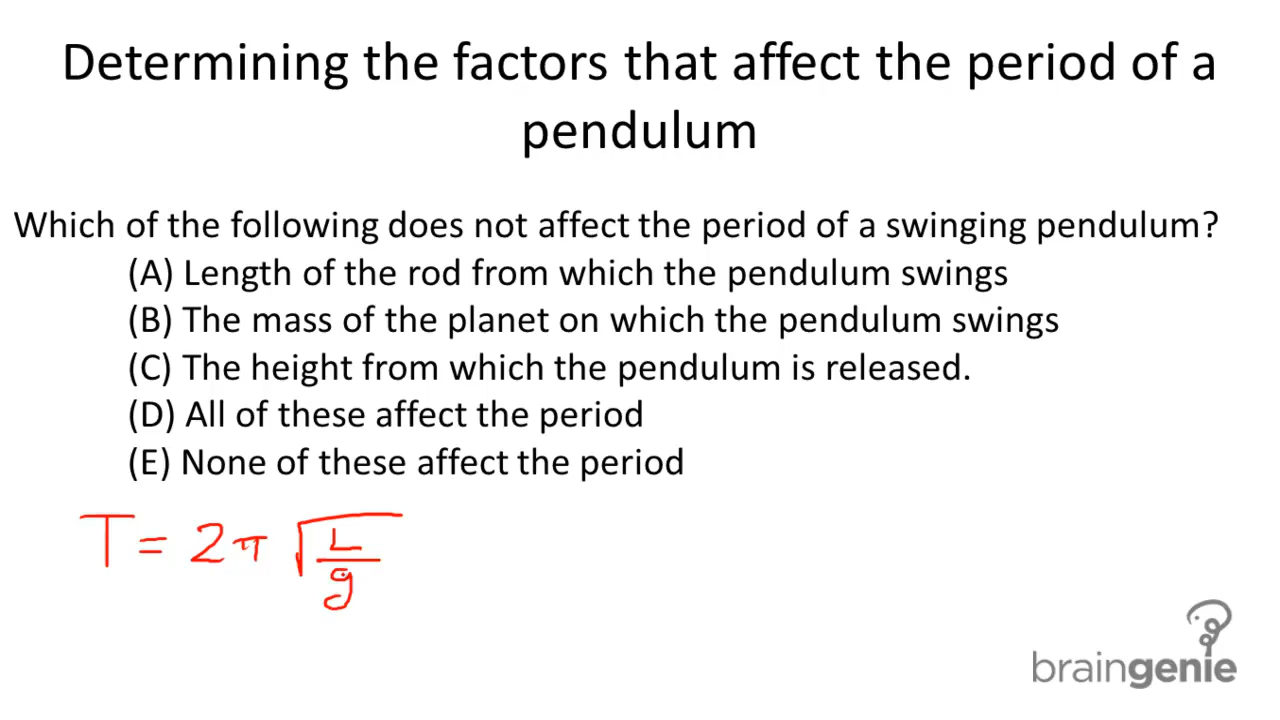 Determining the factors that affect the period of a
pendulum
Which of the following does not affect the period of a swinging pendulum?
(A) Length of the rod from which the pendulum swings
(B) The mass of the planet on which the pendulum swings
(C) The height from which the pendulum is released.
(D) All of these affect the period
(E) None of these affect the period
T = 2π √(L/g)
braingenie